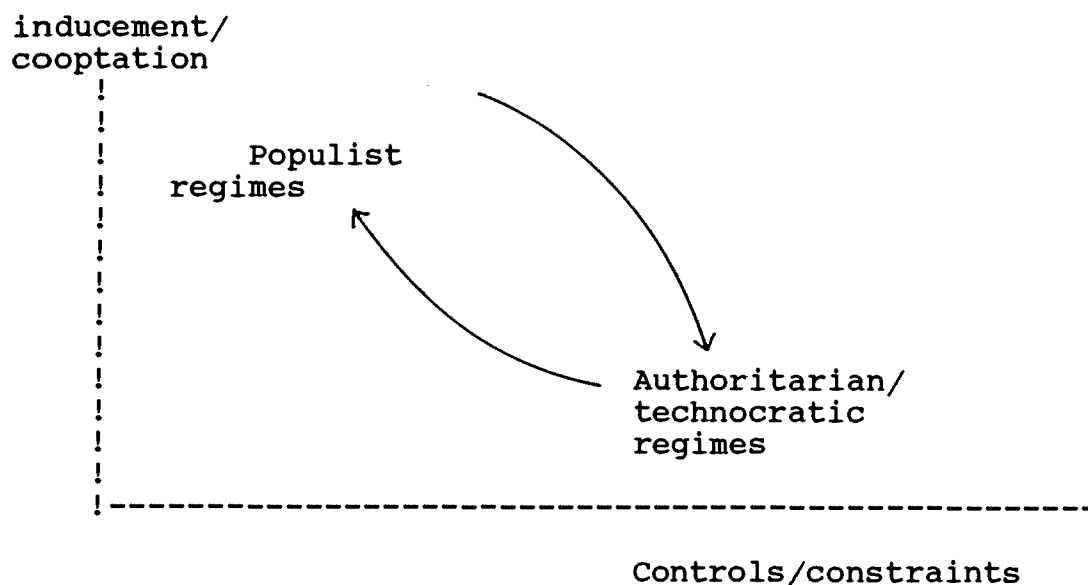 inducement/
cooptation
Populist
regimes
Authoritarian/
technocratic
regimes
Controls/constraints